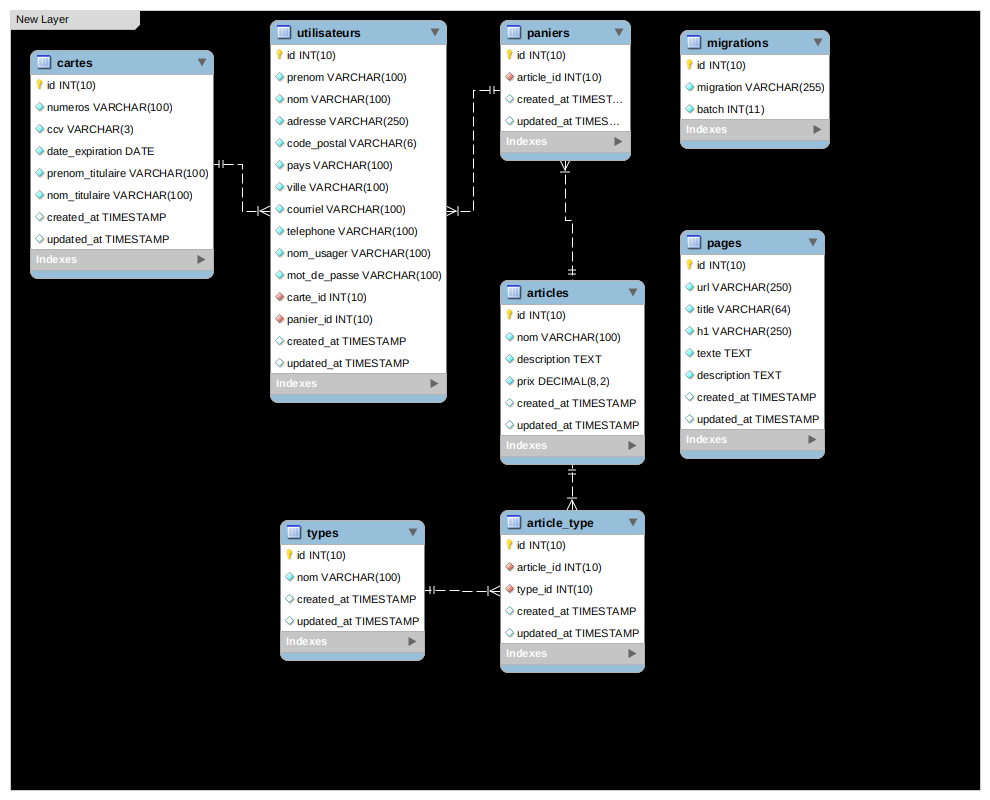 New Layer
cartes
id INT(10)
numeros VARCHAR(100)
ccv VARCHAR(3)
date_expiration DATE
prenom_titulaire VARCHAR(100)
nom_titulaire VARCHAR(100)
created_at TIMESTAMP
updated_at TIMESTAMP
Indexes
utilisateurs
id INT(10)
prenom VARCHAR(100)
nom VARCHAR(100)
adresse VARCHAR(250)
code_postal VARCHAR(6)
pays VARCHAR(100)
ville VARCHAR(100)
courriel VARCHAR(100)
telephone VARCHAR(100)
nom_usager VARCHAR(100)
mot_de_passe VARCHAR(100)
carte_id INT(10)
panier_id INT(10)
created_at TIMESTAMP
updated_at TIMESTAMP
Indexes
paniers
id INT(10)
article_id INT(10)
created_at TIMEST...
updated_at TIMES...
Indexes
migrations
id INT(10)
migration VARCHAR(255)
batch INT(11)
Indexes
articles
id INT(10)
nom VARCHAR(100)
description TEXT
prix DECIMAL(8,2)
created_at TIMESTAMP
updated_at TIMESTAMP
Indexes
pages
id INT(10)
url VARCHAR(250)
title VARCHAR(64)
h1 VARCHAR(250)
texte TEXT
description TEXT
created_at TIMESTAMP
updated_at TIMESTAMP
Indexes
types
id INT(10)
nom VARCHAR(100)
created_at TIMESTAMP
updated_at TIMESTAMP
Indexes
article_type
id INT(10)
article_id INT(10)
type_id INT(10)
created_at TIMESTAMP
updated_at TIMESTAMP
Indexes